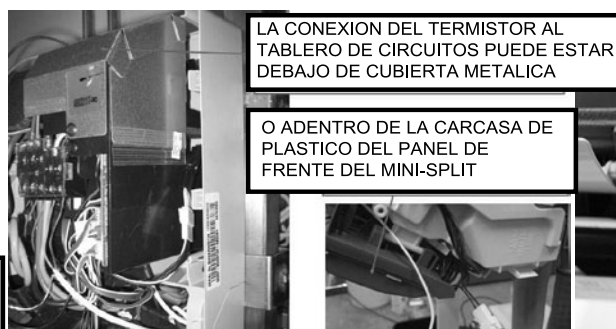 LA CONEXION DEL TERMISTOR AL
TABLERO DE CIRCUITOS PUEDE ESTAR
DEBAJO DE CUBIERTA METALICA
O ADENTRO DE LA CARCASA DE
PLASTICO DEL PANEL DE
FRENTE DEL MINI-SPLIT